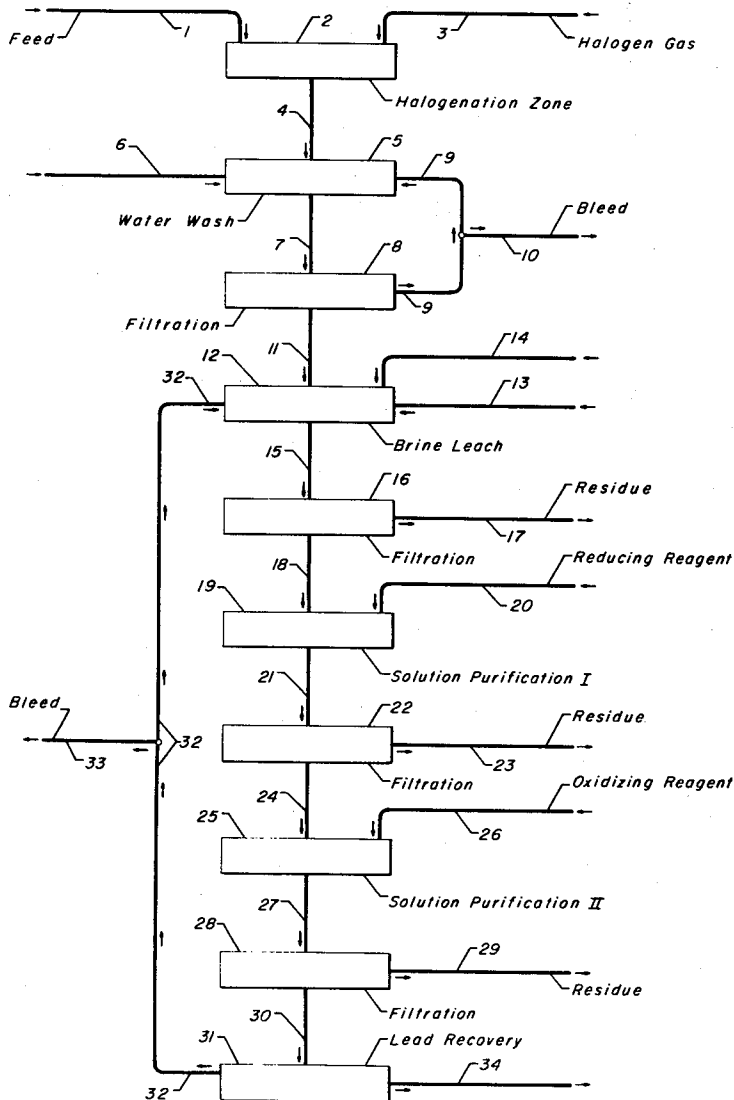 Feed
1
2
3
Halogen Gas
Halogenation Zone
4
5
6
9
Water Wash
Bleed
7
8
10
9
Filtration
11
14
12
13
32
Brine Leach
15
16
Residue
17
18
Filtration
Reducing Reagent
19
20
Solution Purification I
21
22
Residue
Bleed
32
33
23
Filtration
24
Oxidizing Reagent
25
26
Solution Purification II
27
28
29
Filtration
Residue
30
31
Lead Recovery
34
32